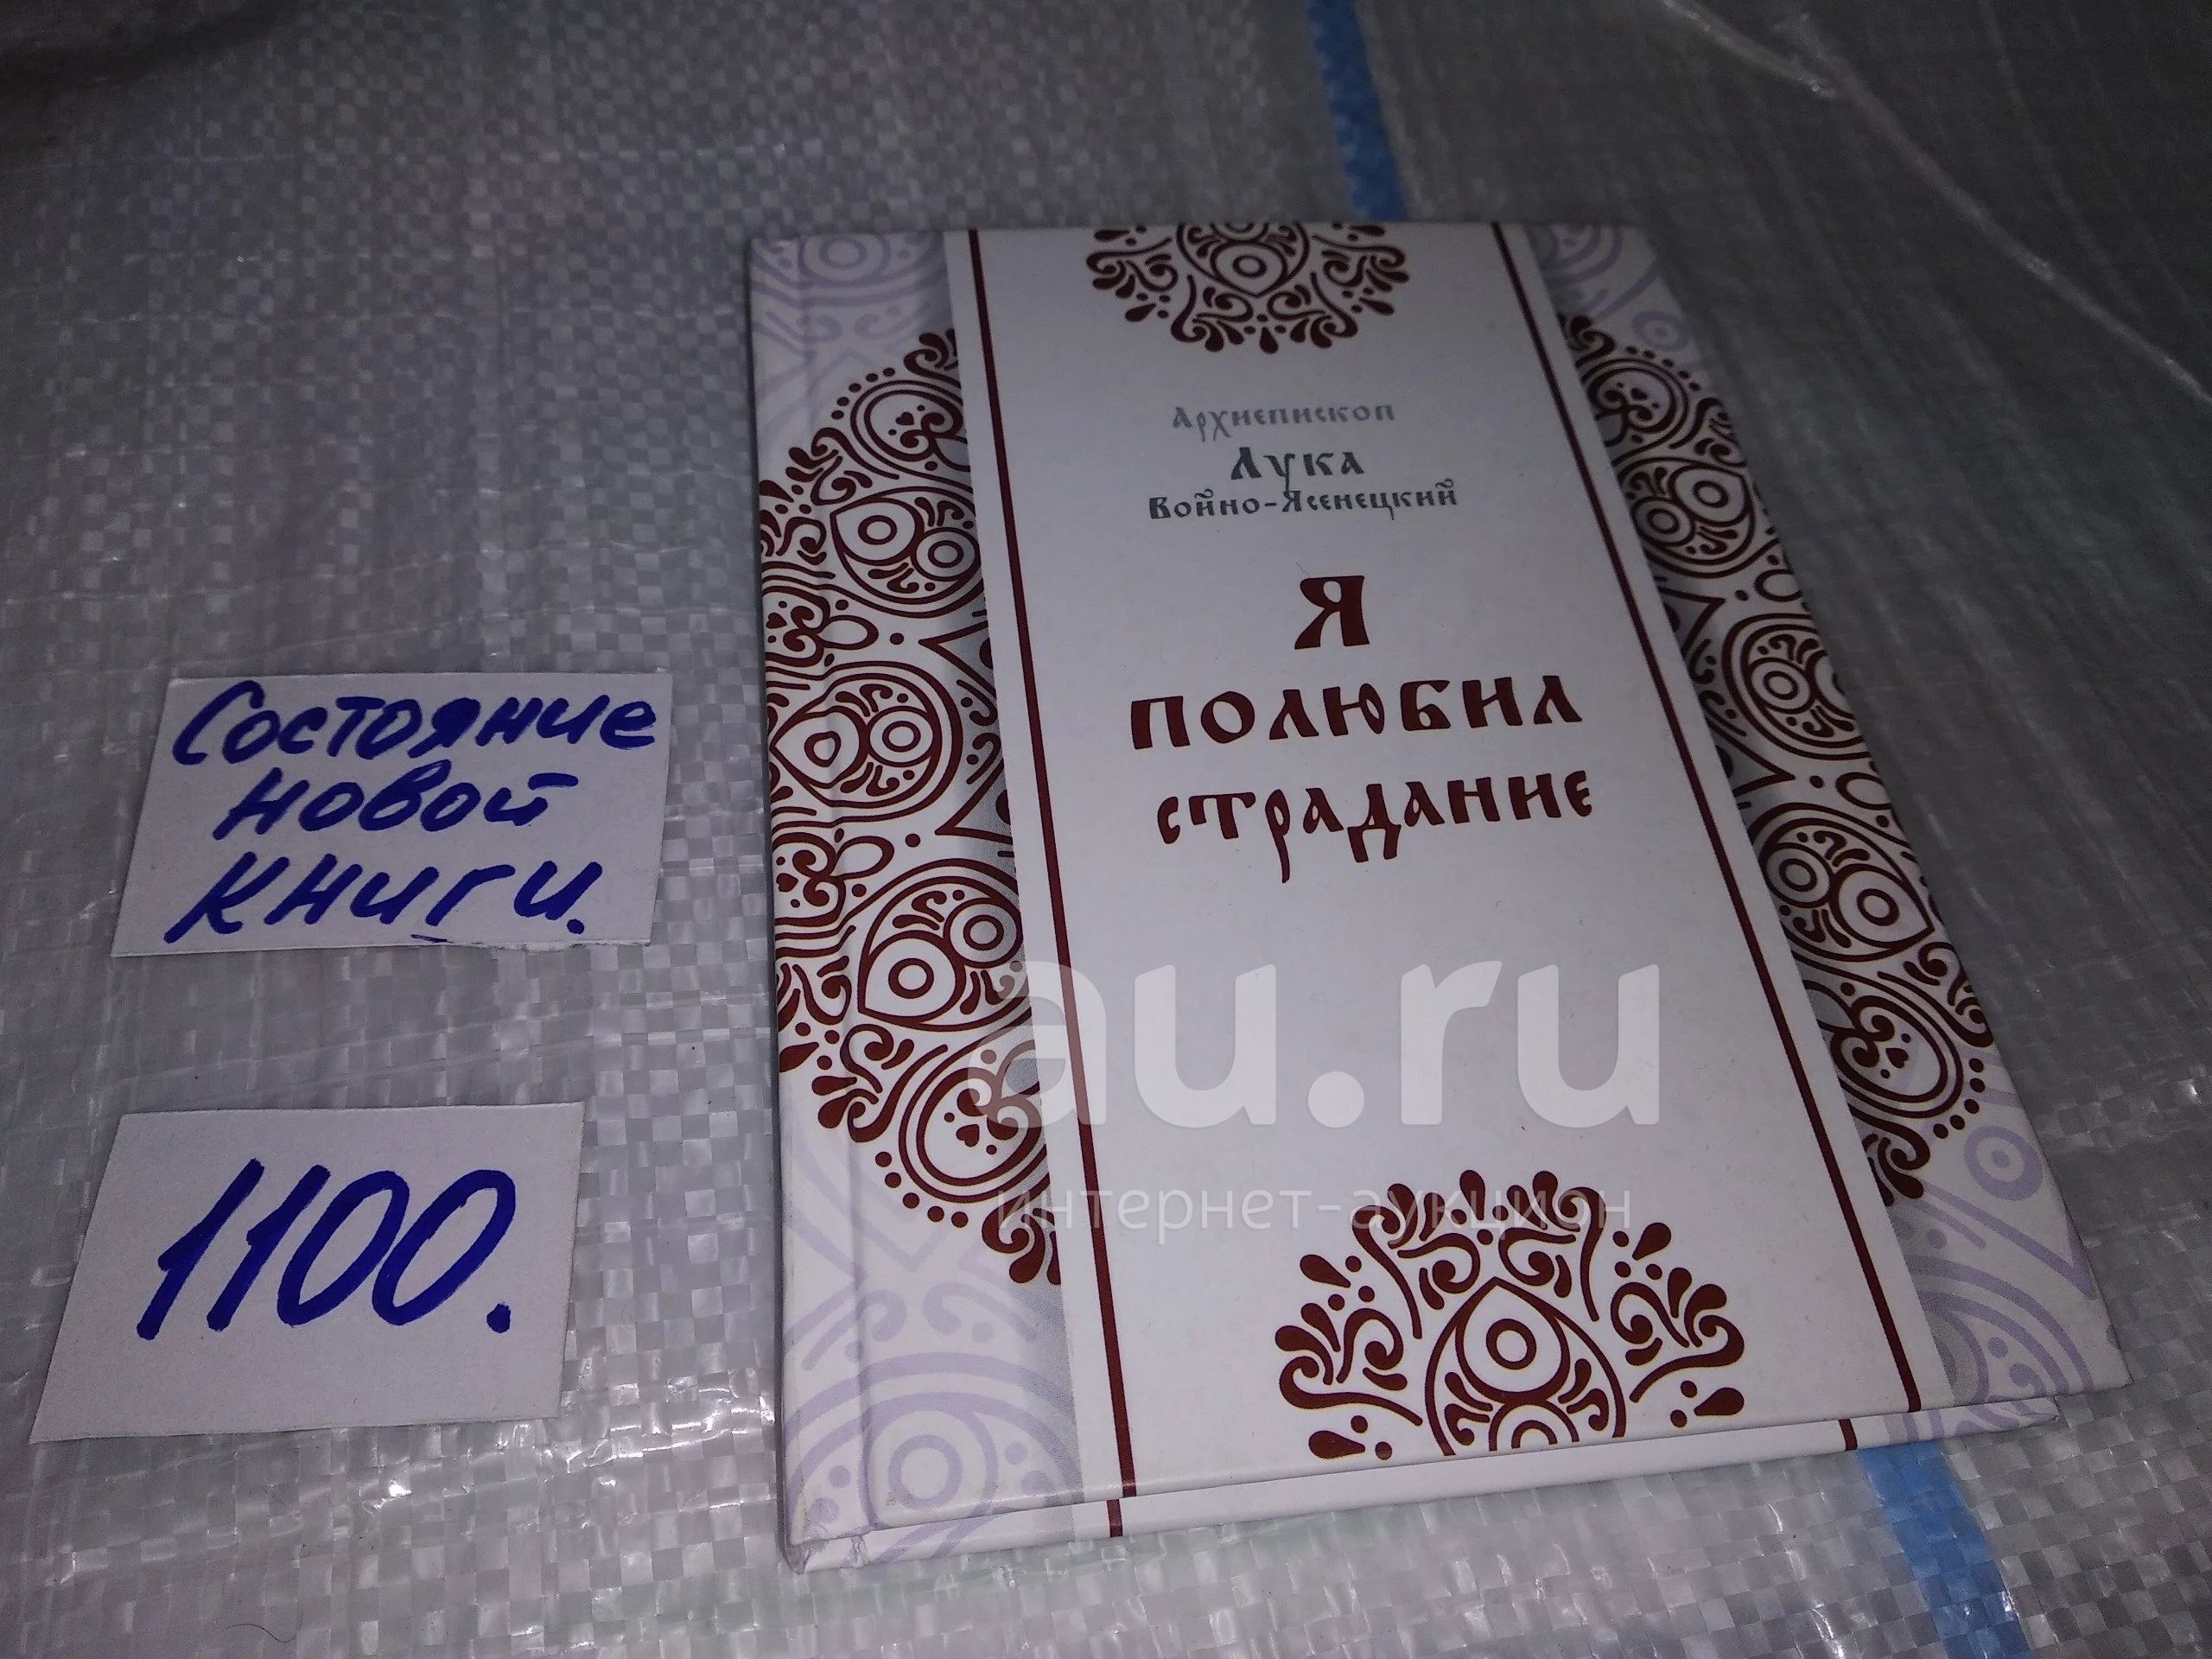 Архиепископ
Лука
Войно-Ясенецкий
Я
полюбил
страдание
Состояние
новой
книги.
1100.
au.ru
интернет-аукцион